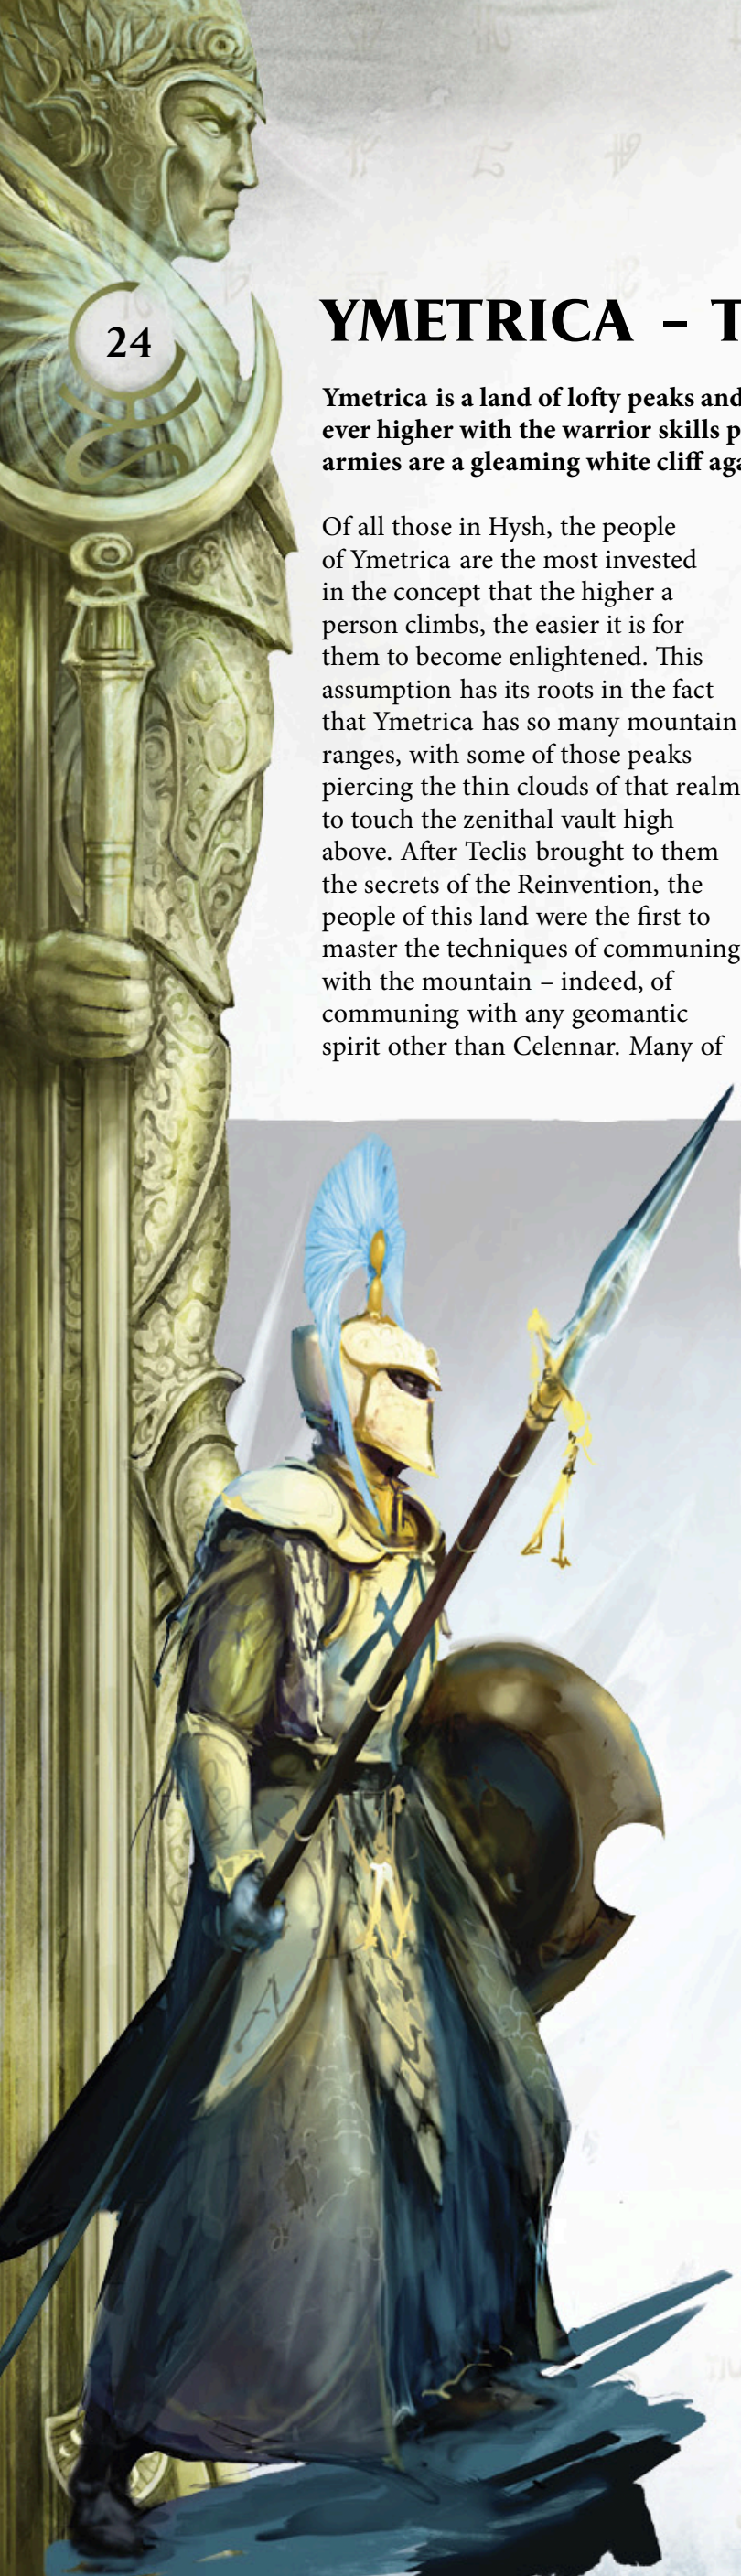 24
YMETRICA – T
Ymetrica is a land of lofty peaks and
ever higher with the warrior skills p
armies are a gleaming white cliff aga
Of all those in Hysh, the people
of Ymetrica are the most invested
in the concept that the higher a
person climbs, the easier it is for
them to become enlightened. This
assumption has its roots in the fact
that Ymetrica has so many mountain
ranges, with some of those peaks
piercing the thin clouds of that realm
to touch the zenithal vault high
above. After Teclis brought to them
the secrets of the Reinvention, the
people of this land were the first to
master the techniques of communing
with the mountain – indeed, of
communing with any geomantic
spirit other than Celennar. Many of